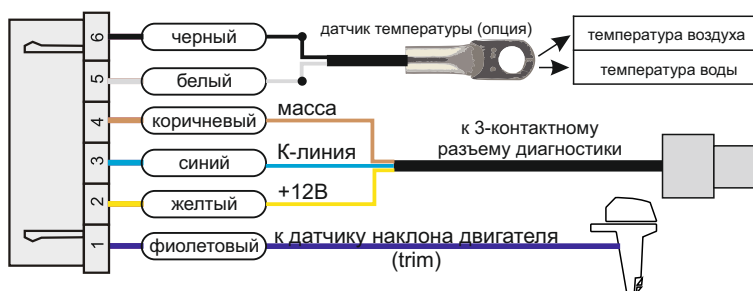 6
черный
датчик температуры (опция)
температура воздуха
температура воды
5
белый
4
коричневый
масса
к 3-контактному
разъему диагностики
3
синий
К-линия
2
желтый
+12В
1
фиолетовый
к датчику наклона двигателя
(trim)